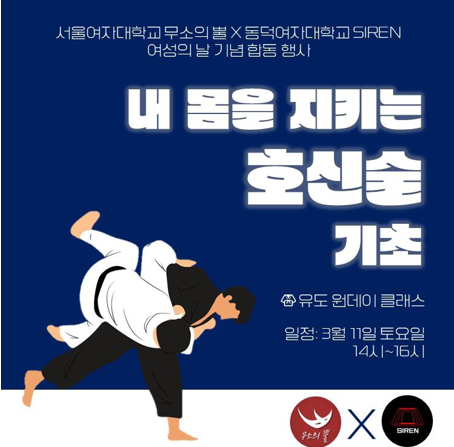 서울여자대학교 무소의 뿔 X 동덕여자대학교 SIREN
여성의 날 기념 합동 행사
내 몸을 지키는
호신술
기초
유도 원데이 클래스
일정: 3월 11일 토요일
14시~16시
무소의 뿔 X SIREN